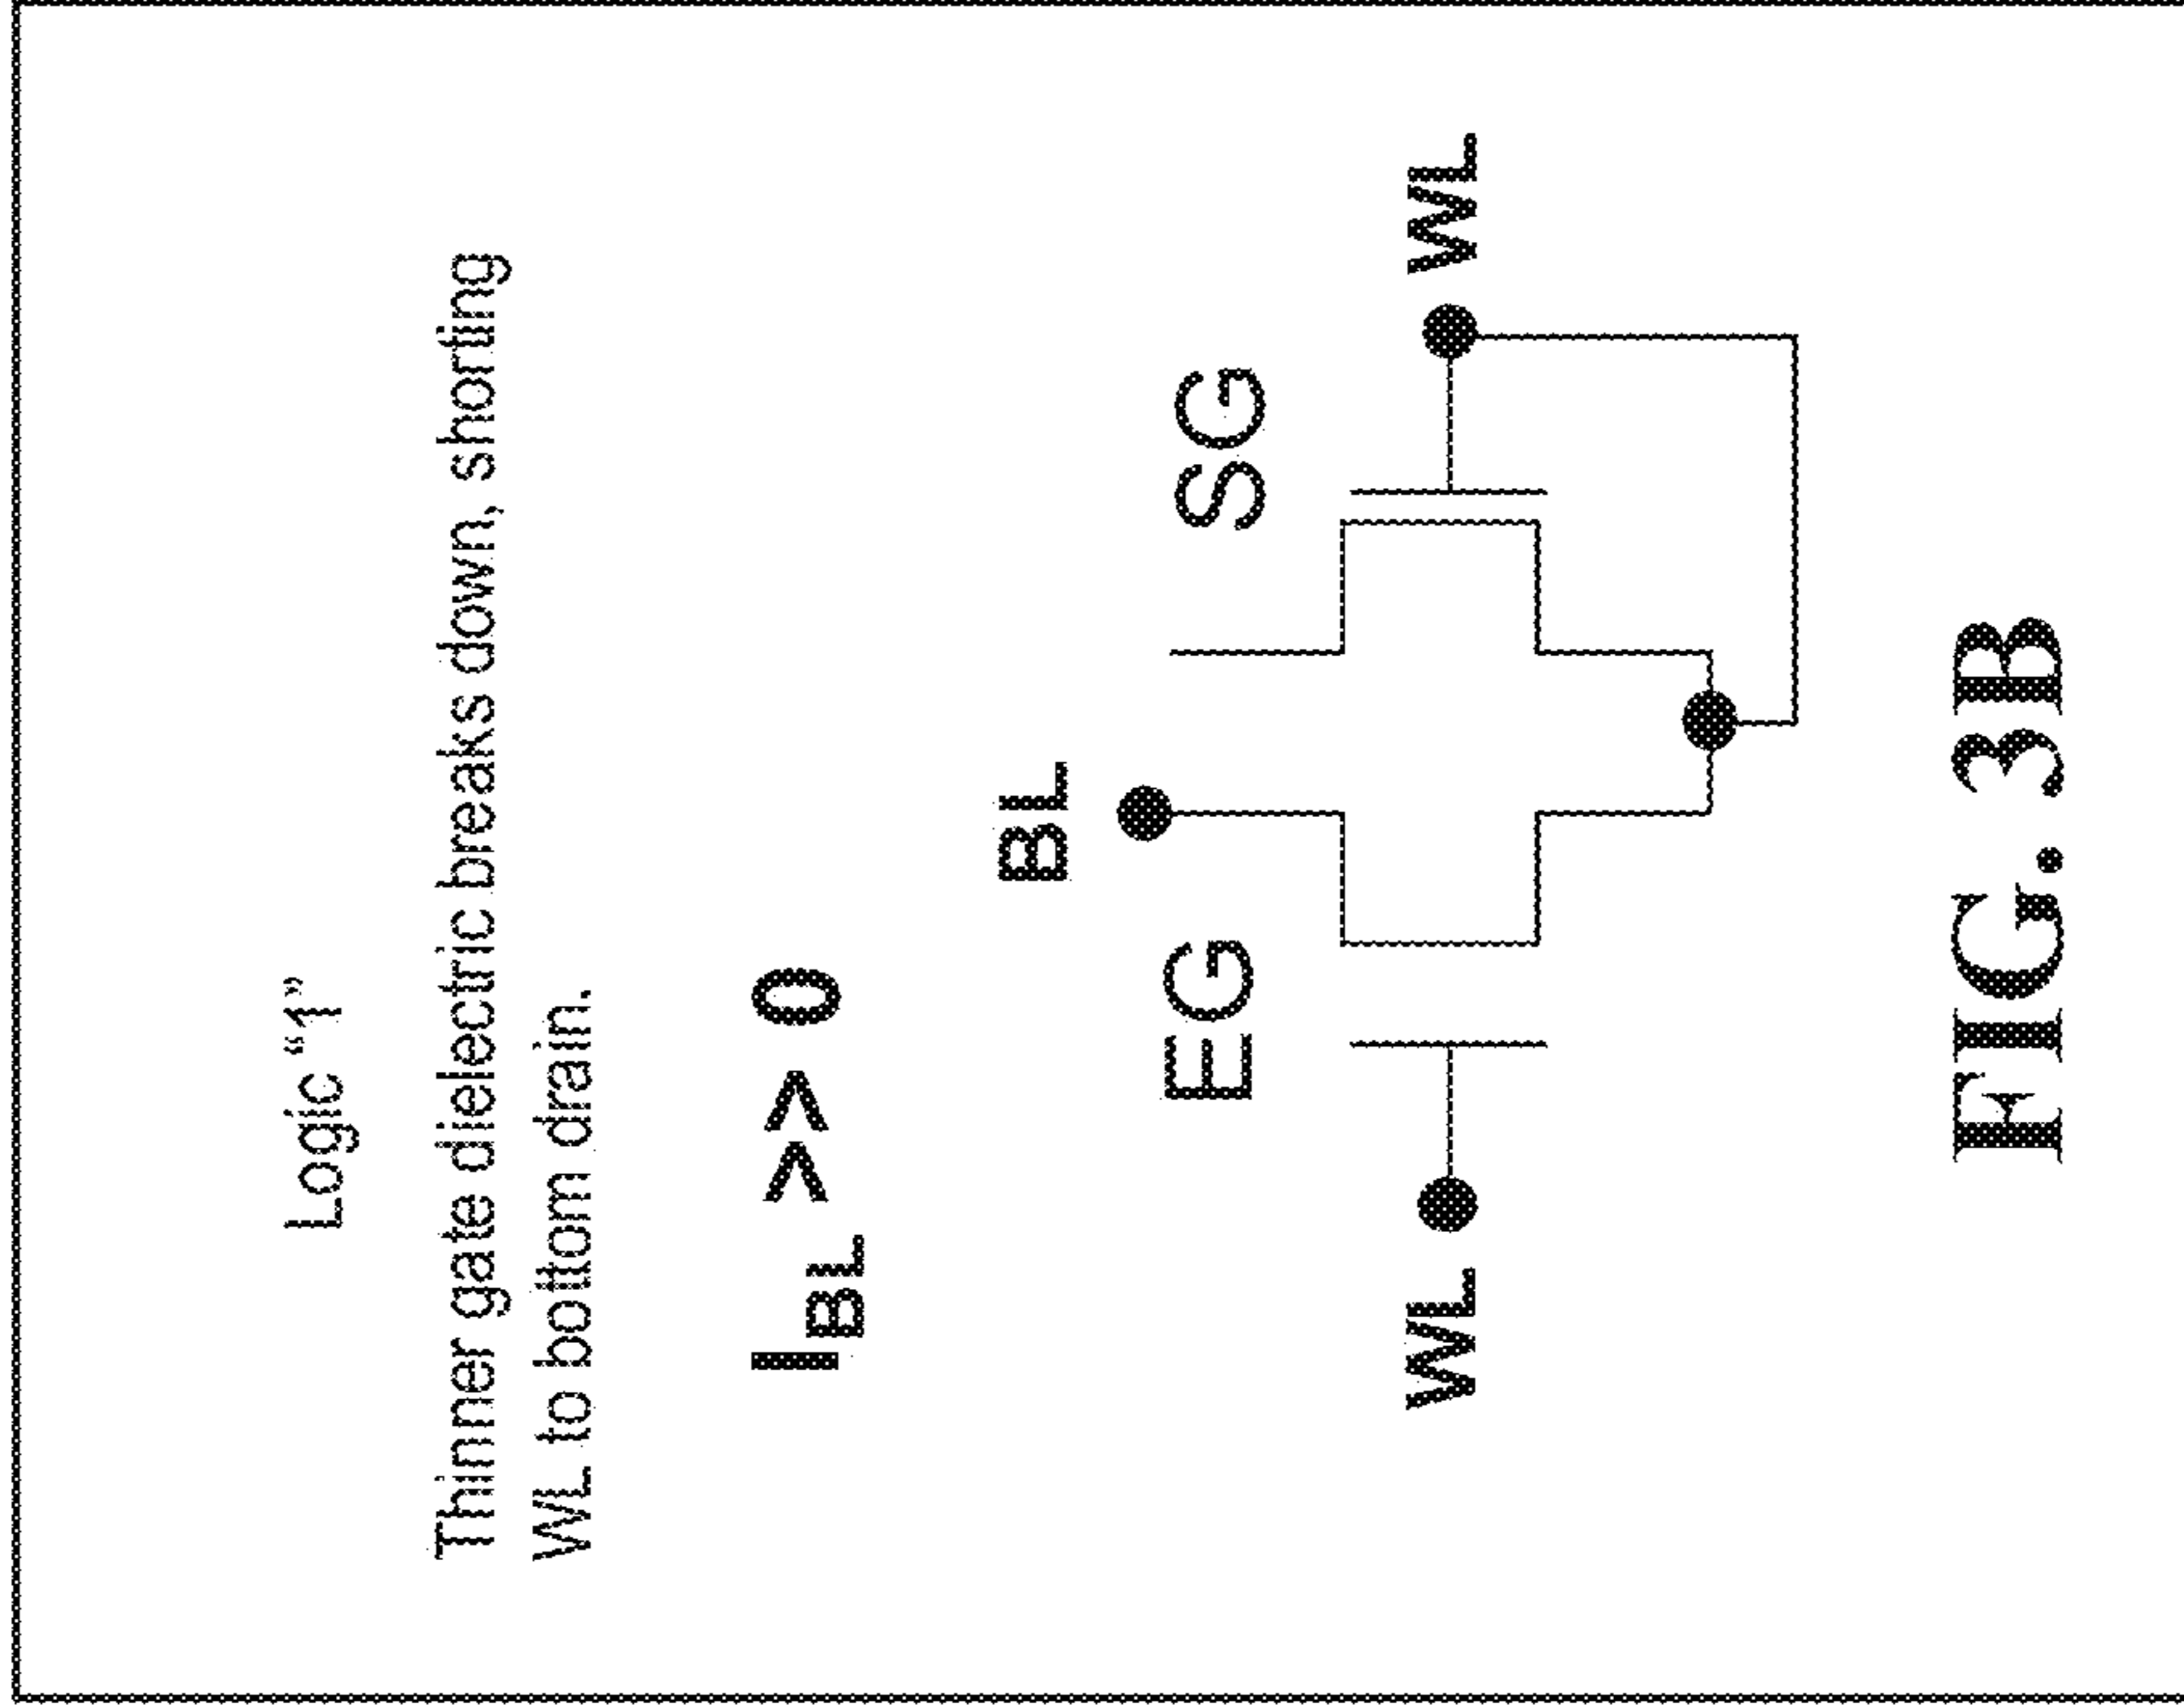 Logic “1”
Thinner gate dielectric breaks down, shorting
WL to bottom drain.
IBL >> 0
BL
EG
SG
WL
WL
FIG. 3B